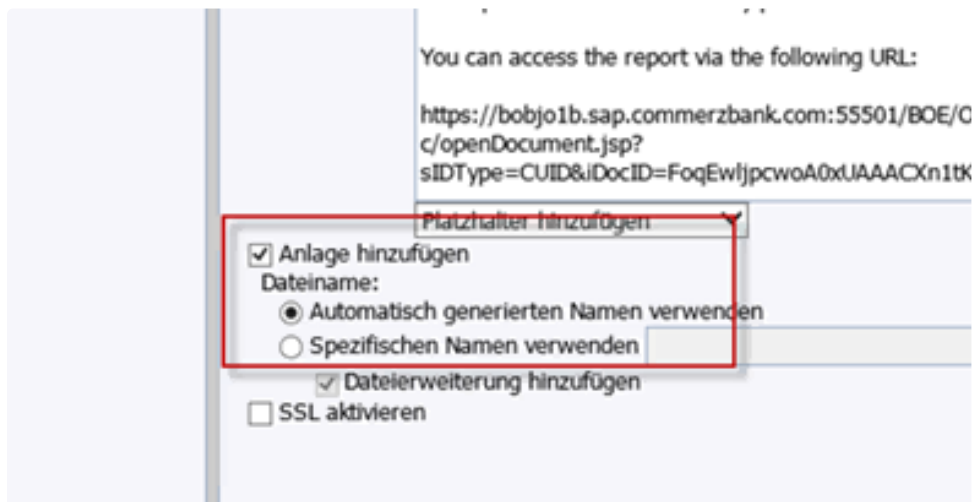 You can access the report via the following URL:
https://bobjo1b.sap.commerzbank.com:55501/BOE/O
c/openDocument.jsp?
sIDType=CUID&iDocID=FoqEwljpcwoA0xUAAACXn1tK
Platzhalter hinzufügen
Anlage hinzufügen
Dateiname:
Automatisch generierten Namen verwenden
Spezifischen Namen verwenden
Dateierweiterung hinzufügen
SSL aktivieren